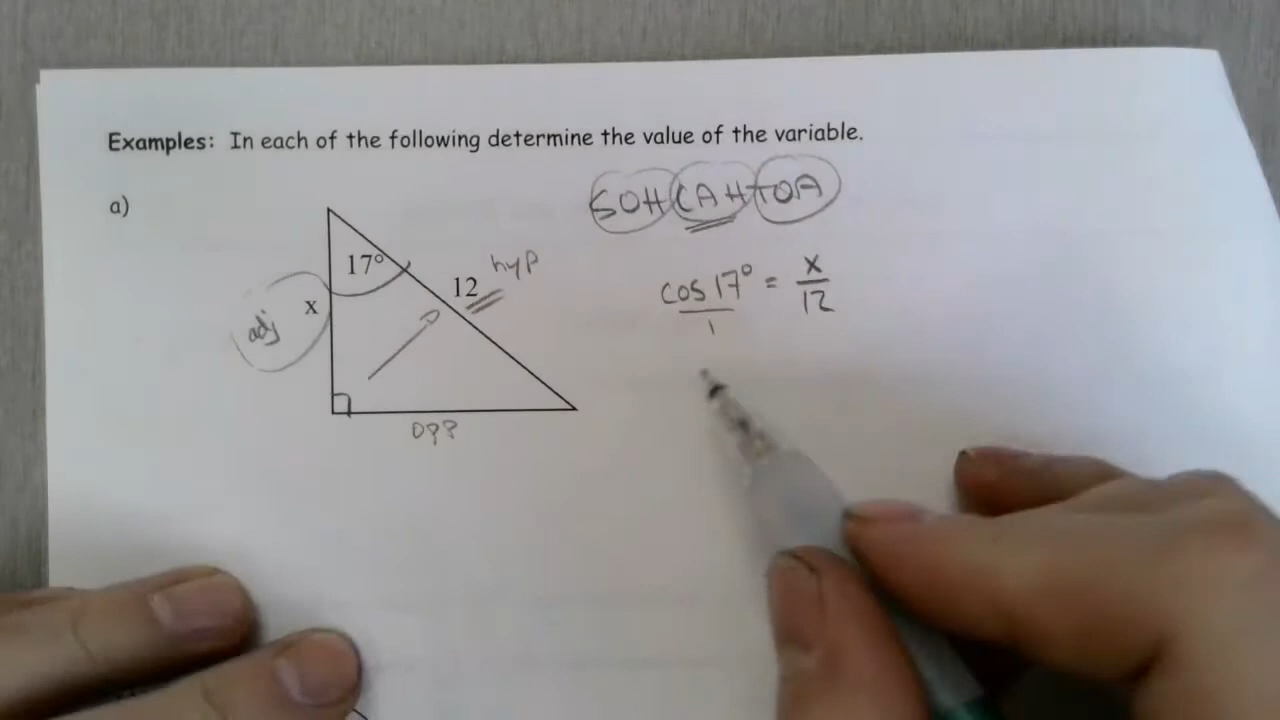 Examples: In each of the following determine the value of the variable.
a)
SOH CAH TOA
17°
12 hyp
x
adj
opp
cos 17° = x/12
1